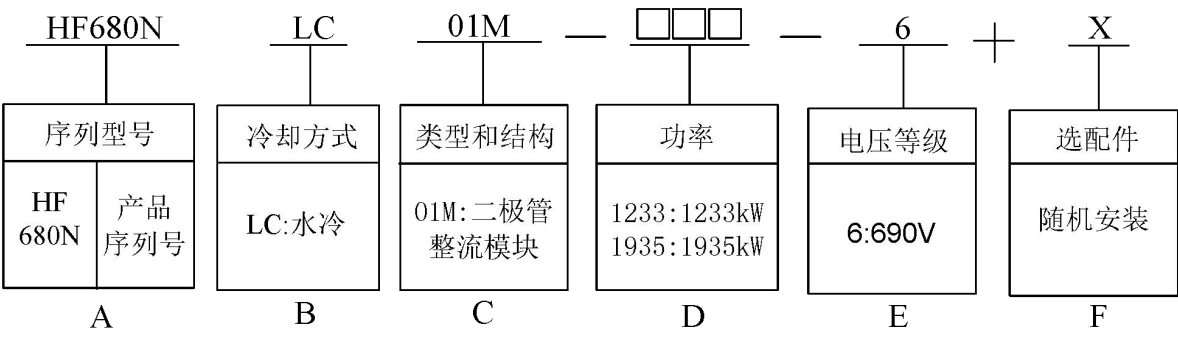 HF680N LC 01M — □□□ — 6 + X
序列型号
HF
680N
产品
序列号
冷却方式
LC:水冷
类型和结构
01M:二极管
整流模块
功率
1233:1233kW
1935:1935kW
电压等级
6:690V
选配件
随机安装
A B C D E F